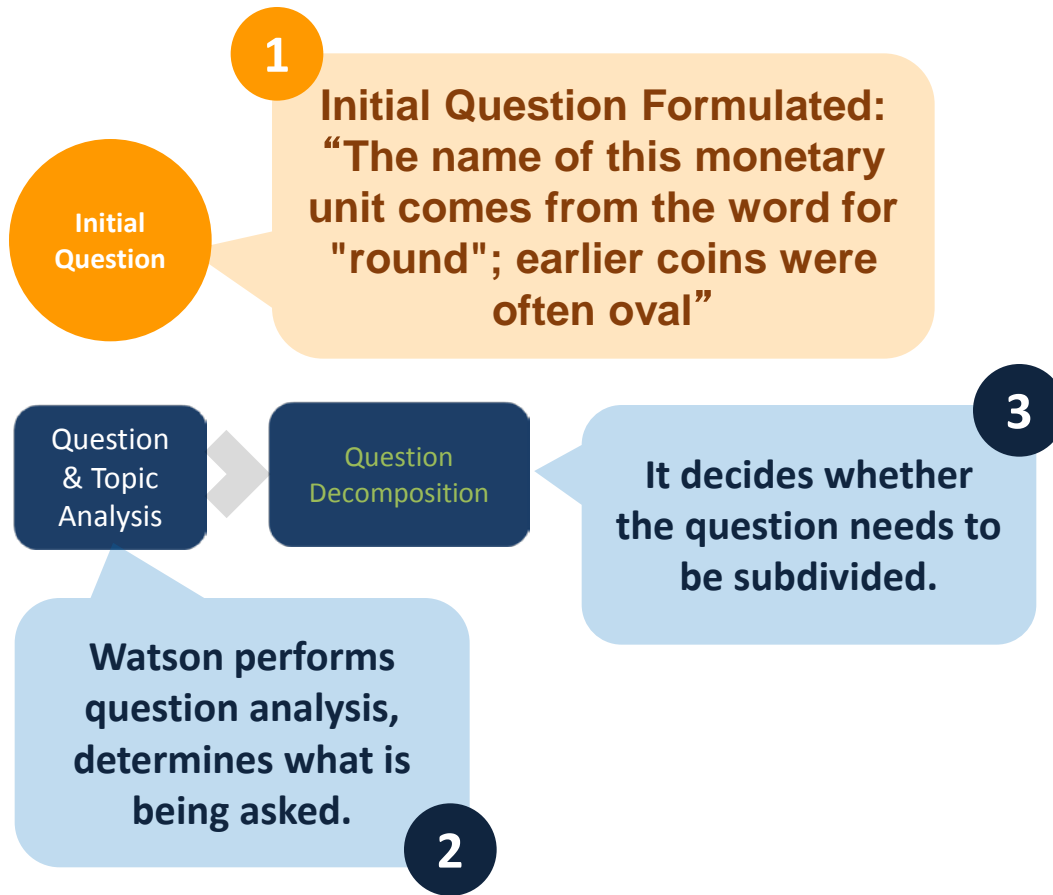 1
Initial Question Formulated:
“The name of this monetary
unit comes from the word for
"round"; earlier coins were
often oval”
Initial
Question
Question
& Topic
Analysis
Question
Decomposition
3
It decides whether
the question needs to
be subdivided.
Watson performs
question analysis,
determines what is
being asked.
2